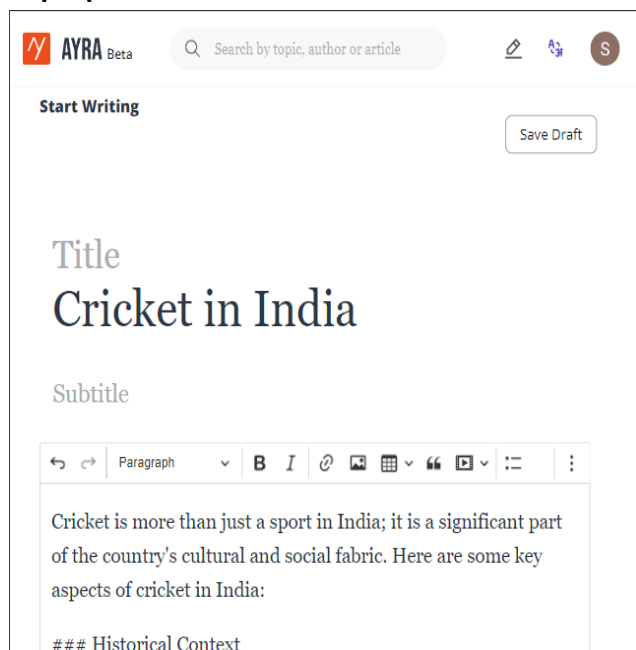 AYRA Beta
Search by topic, author or article
S
Start Writing
Save Draft
Title
Cricket in India
Subtitle
Paragraph
B I
Cricket is more than just a sport in India; it is a significant part
of the country's cultural and social fabric. Here are some key
aspects of cricket in India:
### Historical Context